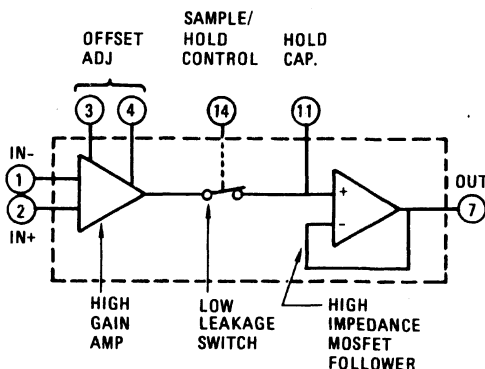 SAMPLE/
HOLD
CONTROL
OFFSET
ADJ
HOLD
CAP.
3
4
14
11
IN-
1
2
IN+
+
-
OUT
7
HIGH
GAIN
AMP
LOW
LEAKAGE
SWITCH
HIGH
IMPEDANCE
MOSFET
FOLLOWER